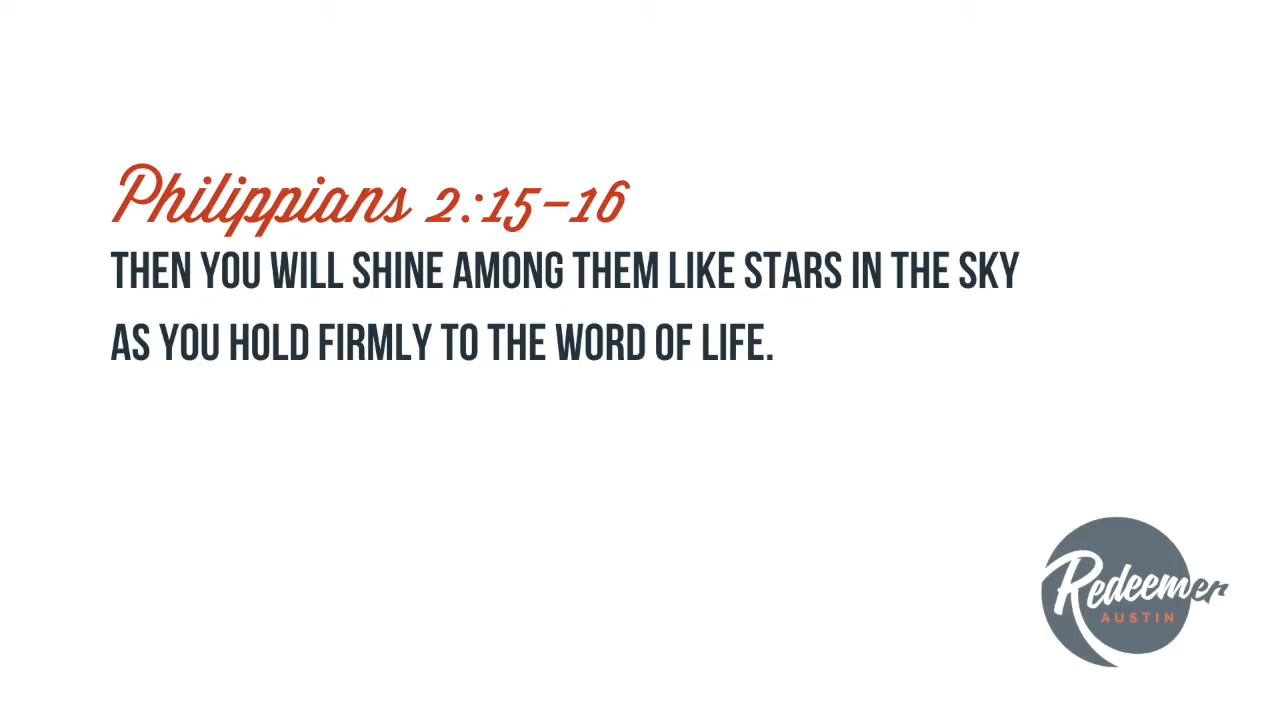 Philippians 2:15-16
THEN YOU WILL SHINE AMONG THEM LIKE STARS IN THE SKY
AS YOU HOLD FIRMLY TO THE WORD OF LIFE.
Redeemer
AUSTIN